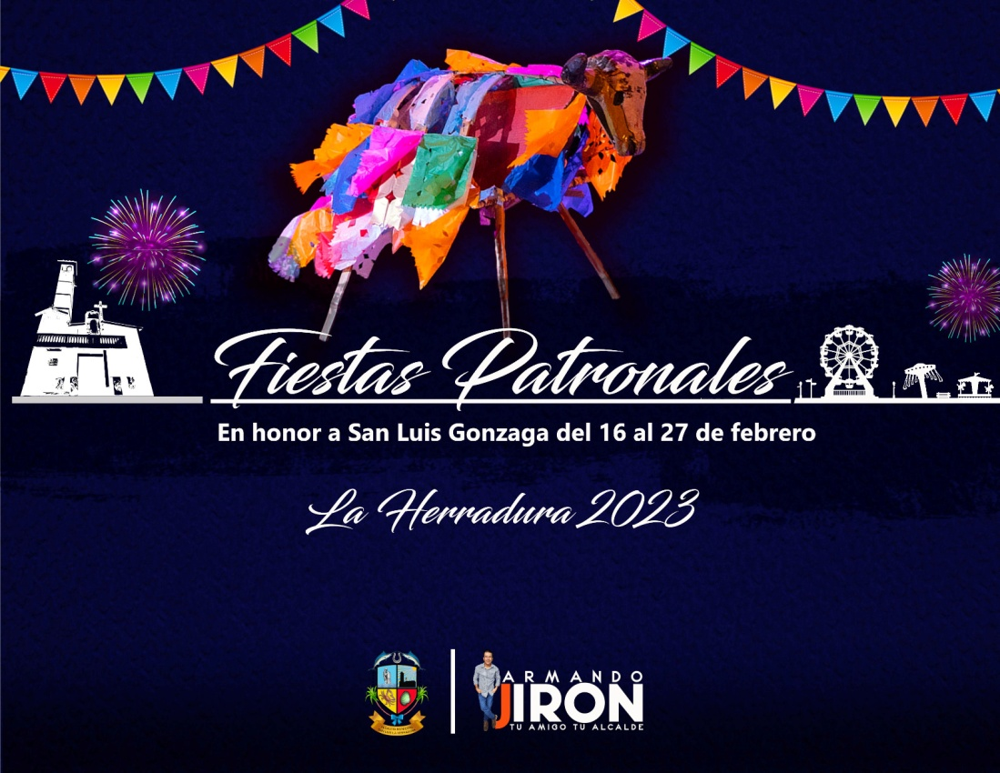 Fiestas Patronales
En honor a San Luis Gonzaga del 16 al 27 de febrero
La Herradura 2023
ARMANDO
JIRON
TU AMIGO TU ALCALDE